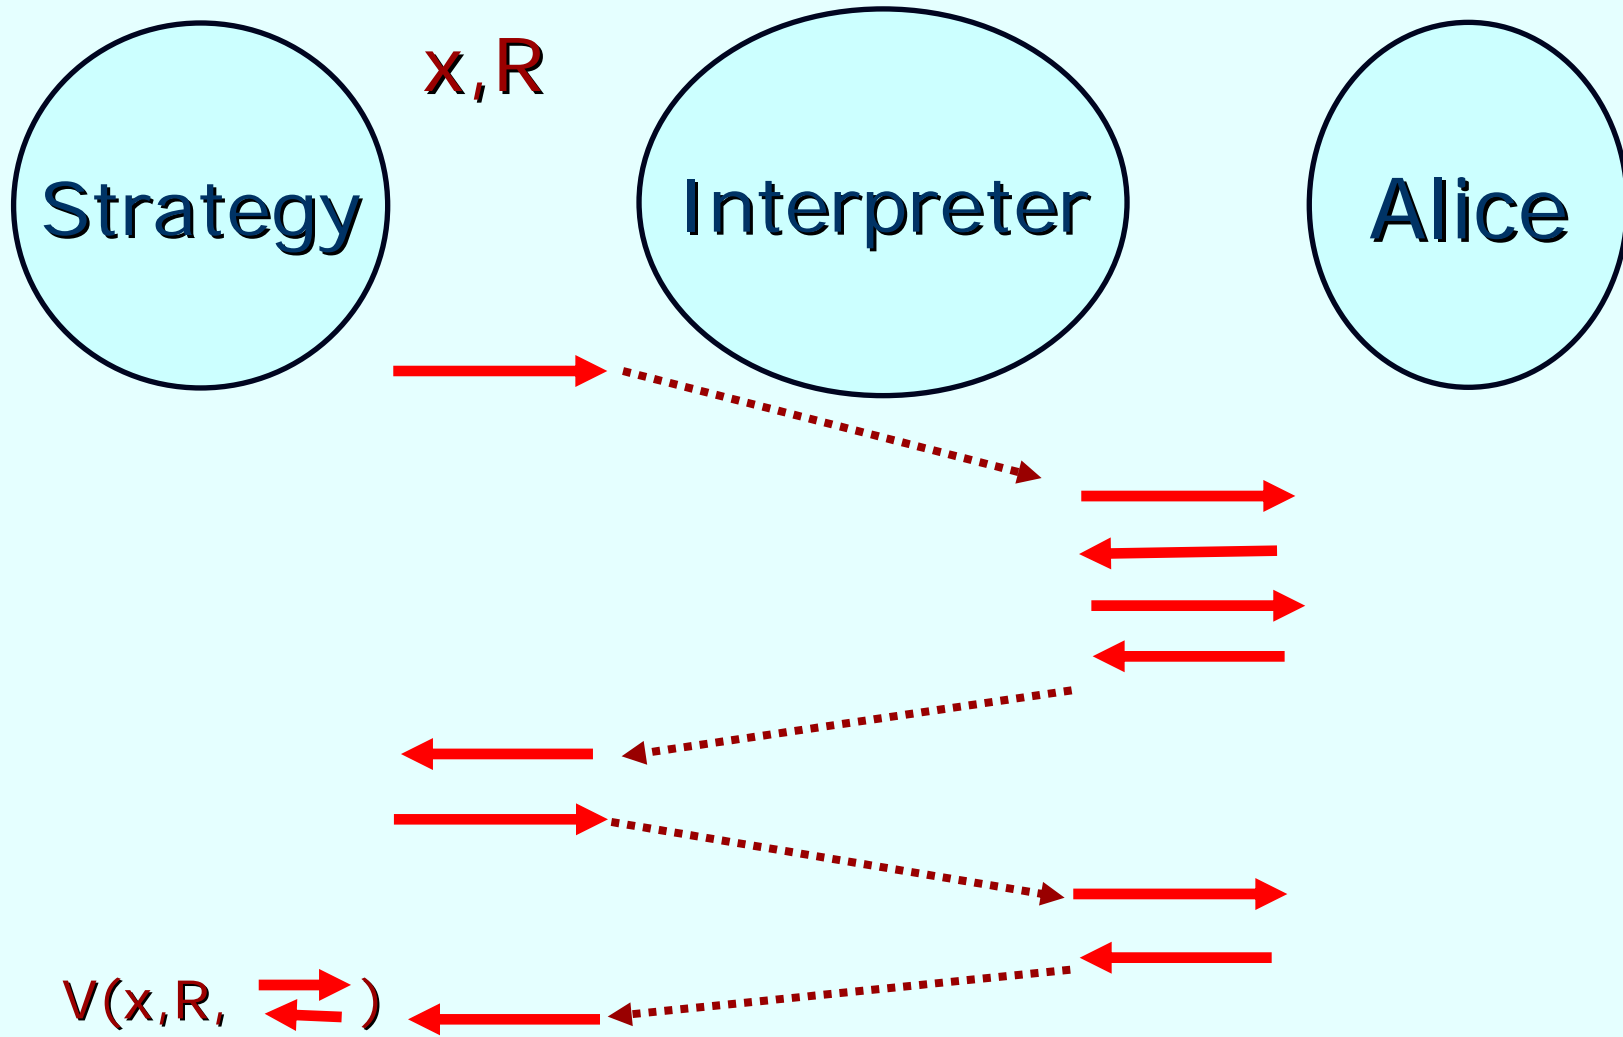 x,R
Strategy
Interpreter
Alice
V(x,R, )